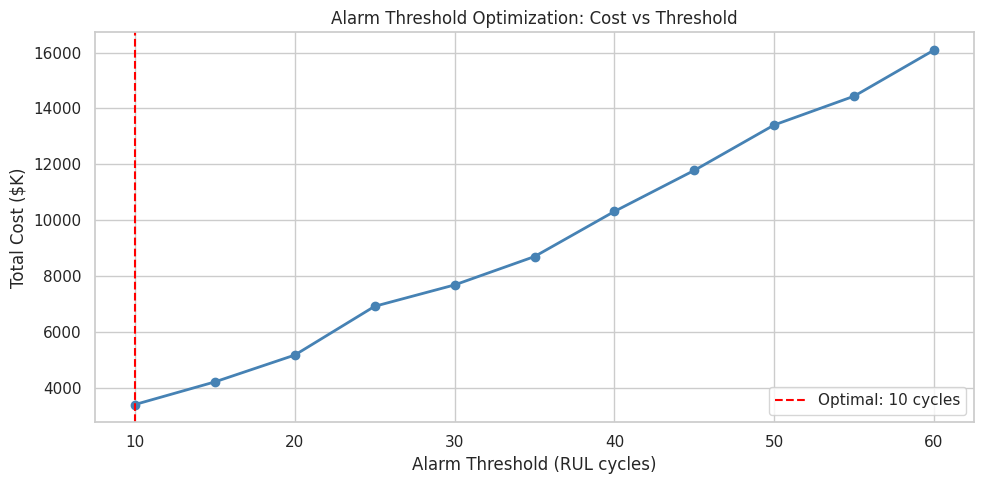 Alarm Threshold Optimization: Cost vs Threshold
Total Cost ($K)
16000
14000
12000
10000
8000
6000
4000
10 20 30 40 50 60
Alarm Threshold (RUL cycles)
Optimal: 10 cycles